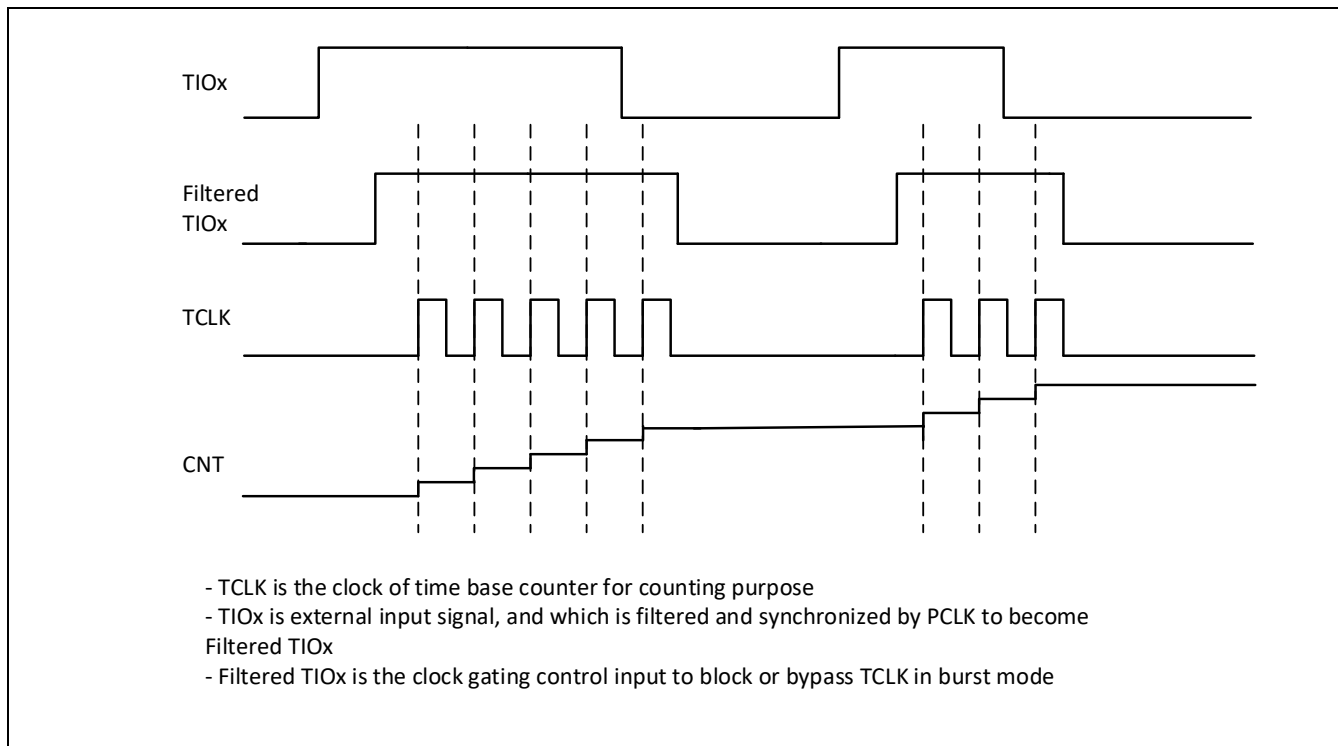 TIOx
Filtered
TIOx
TCLK
CNT
- TCLK is the clock of time base counter for counting purpose
- TIOx is external input signal, and which is filtered and synchronized by PCLK to become
Filtered TIOx
- Filtered TIOx is the clock gating control input to block or bypass TCLK in burst mode